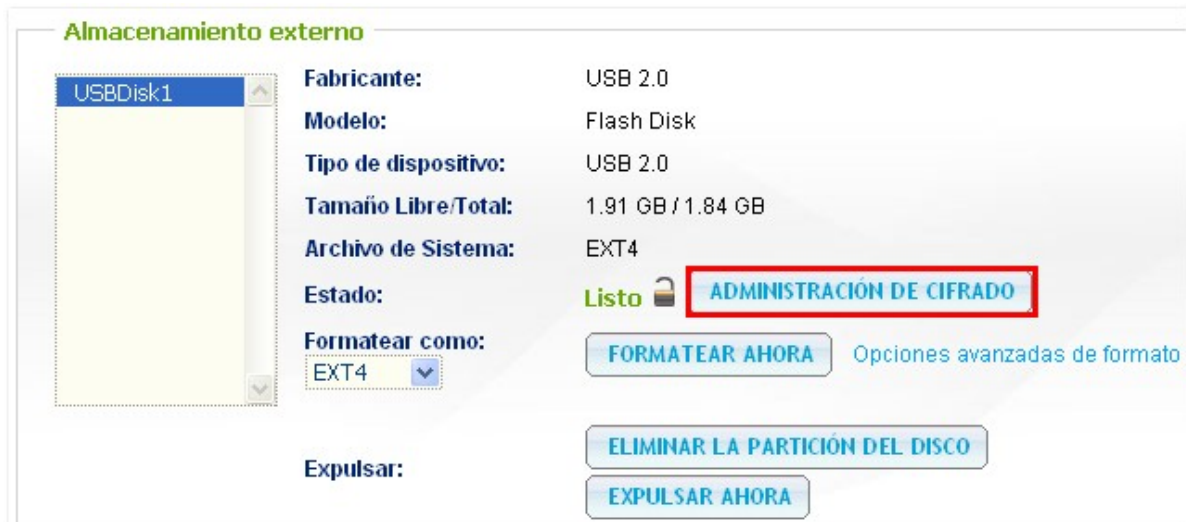 Almacenamiento externo
USBDisk1
Fabricante: USB 2.0
Modelo: Flash Disk
Tipo de dispositivo: USB 2.0
Tamaño Libre/Total: 1.91 GB / 1.84 GB
Archivo de Sistema: EXT4
Estado: Listo ADMINISTRACIÓN DE CIFRADO
Formatear como:
EXT4 FORMATEAR AHORA Opciones avanzadas de formato
ELIMINAR LA PARTICIÓN DEL DISCO
Expulsar:
EXPULSAR AHORA